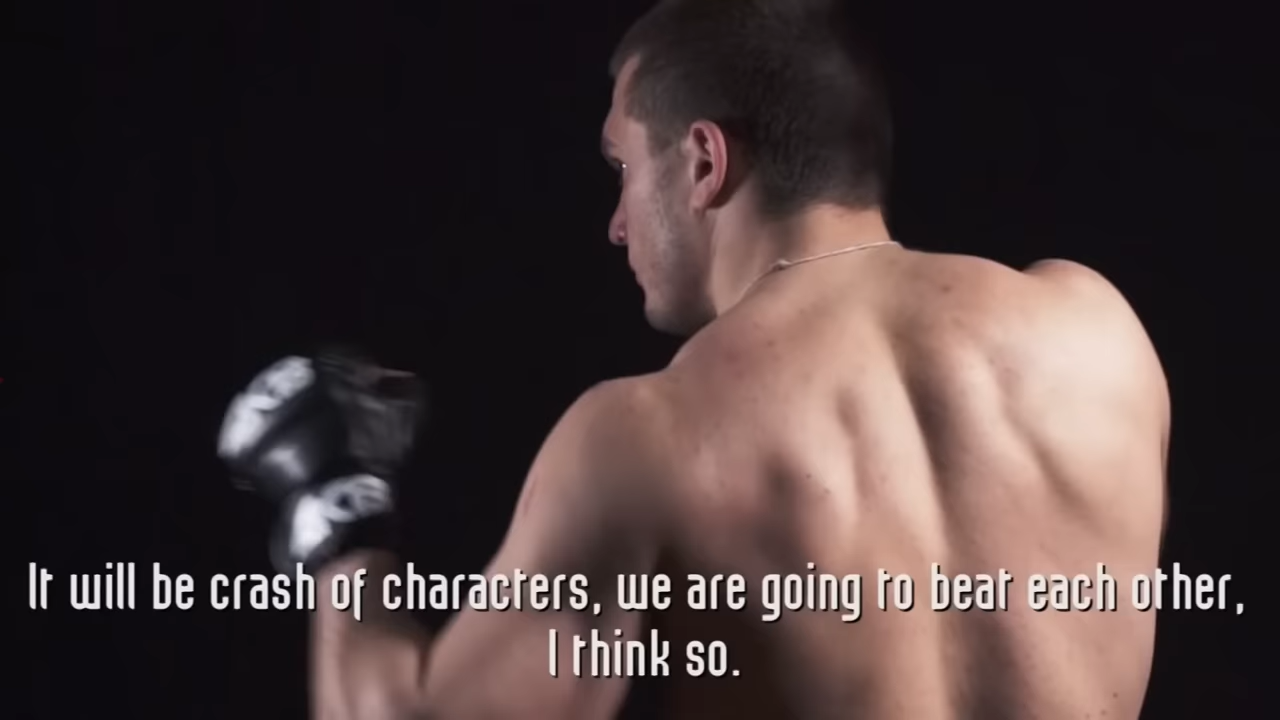 It will be crash of characters, we are going to beat each other,
I think so.